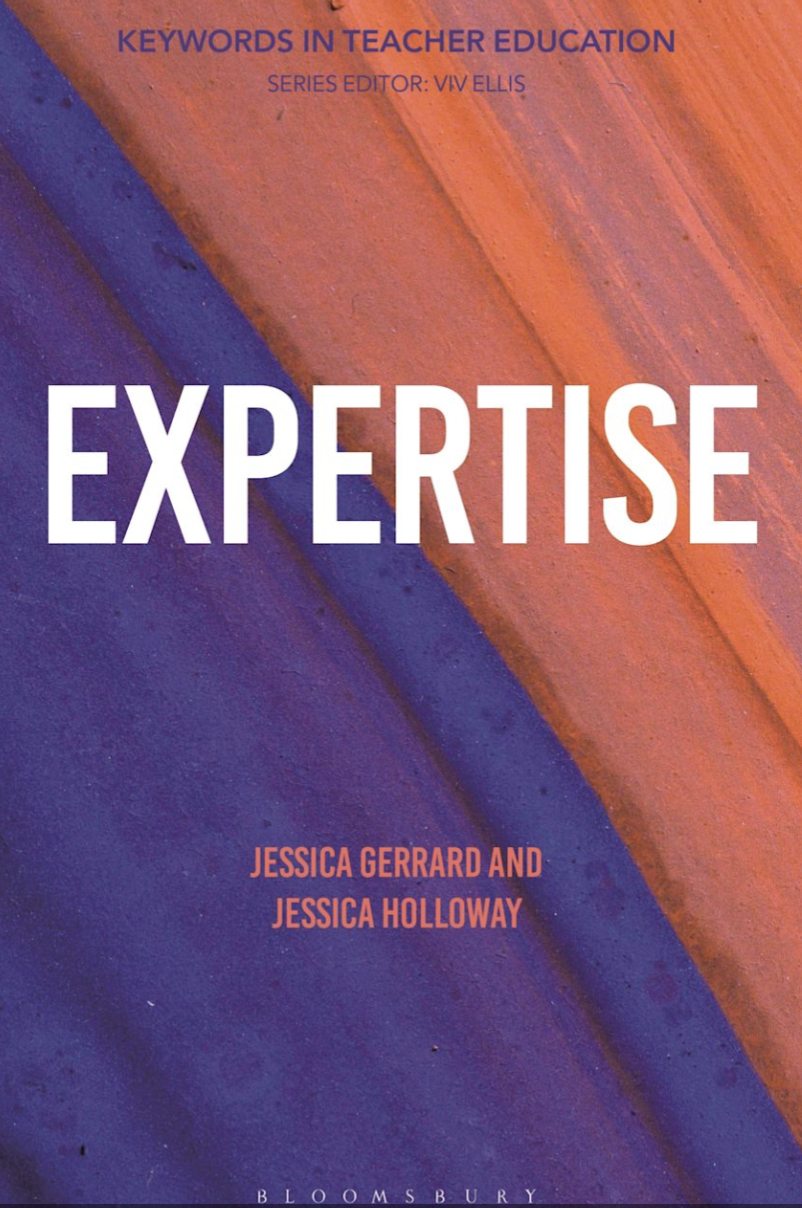 KEYWORDS IN TEACHER EDUCATION
SERIES EDITOR: VIV ELLIS
EXPERTISE
JESSICA GERRARD AND
JESSICA HOLLOWAY
BLOOMSBURY